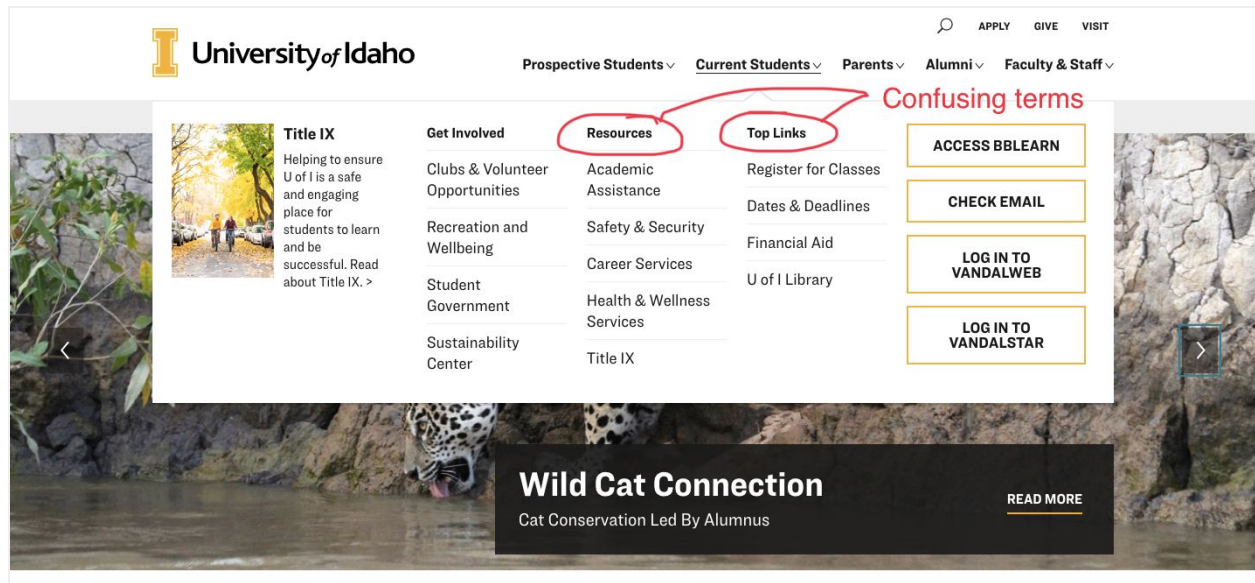 APPLY GIVE VISIT
I University of Idaho
Prospective Students Current Students Parents Alumni Faculty & Staff
Confusing terms
Title IX
Helping to ensure
U of I is a safe
and engaging
place for
students to learn
and be
successful. Read
about Title IX. >
Get Involved
Clubs & Volunteer
Opportunities
Recreation and
Wellbeing
Student
Government
Sustainability
Center
Resources
Academic
Assistance
Safety & Security
Career Services
Health & Wellness
Services
Title IX
Top Links
Register for Classes
Dates & Deadlines
Financial Aid
U of I Library
ACCESS BBLEARN
CHECK EMAIL
LOG IN TO
VANDALWEB
LOG IN TO
VANDALSTAR
Wild Cat Connection
Cat Conservation Led By Alumnus
READ MORE